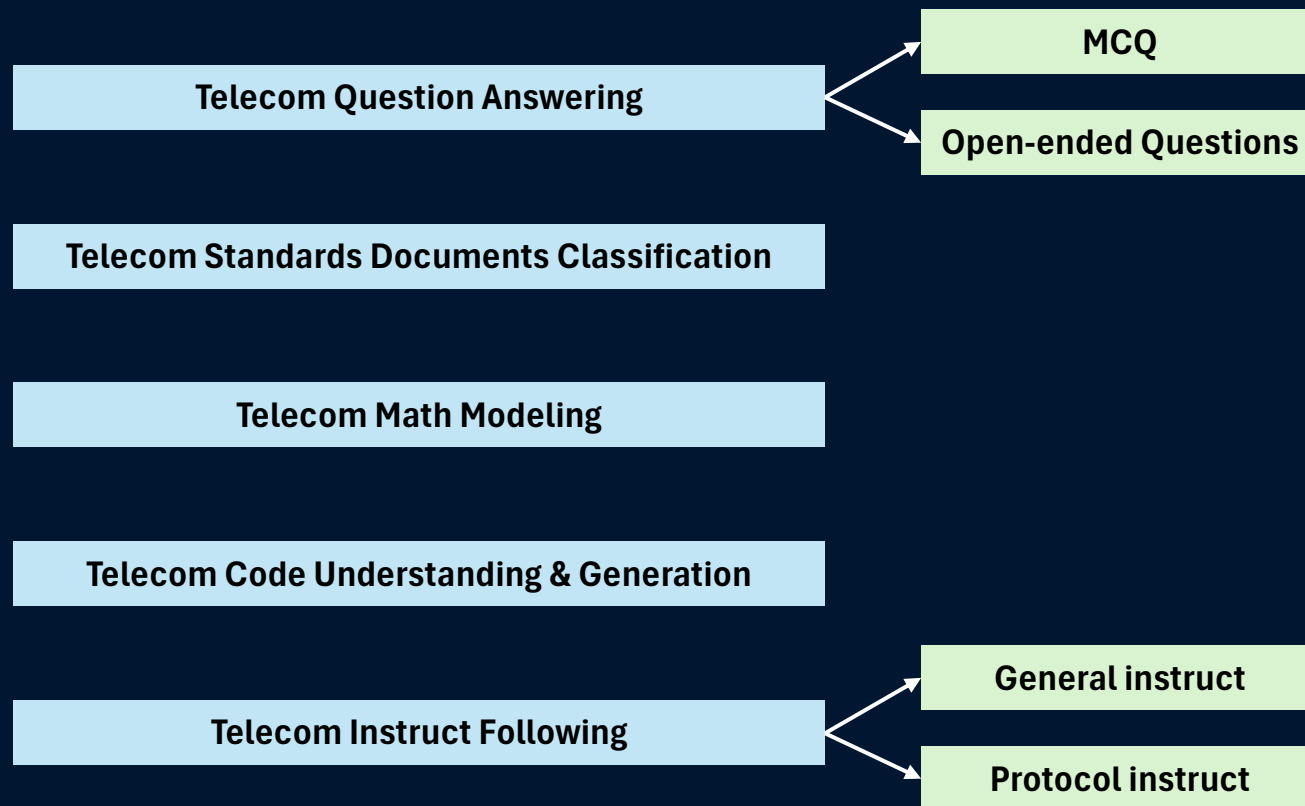 Telecom Question Answering
MCQ
Open-ended Questions
Telecom Standards Documents Classification
Telecom Math Modeling
Telecom Code Understanding & Generation
Telecom Instruct Following
General instruct
Protocol instruct